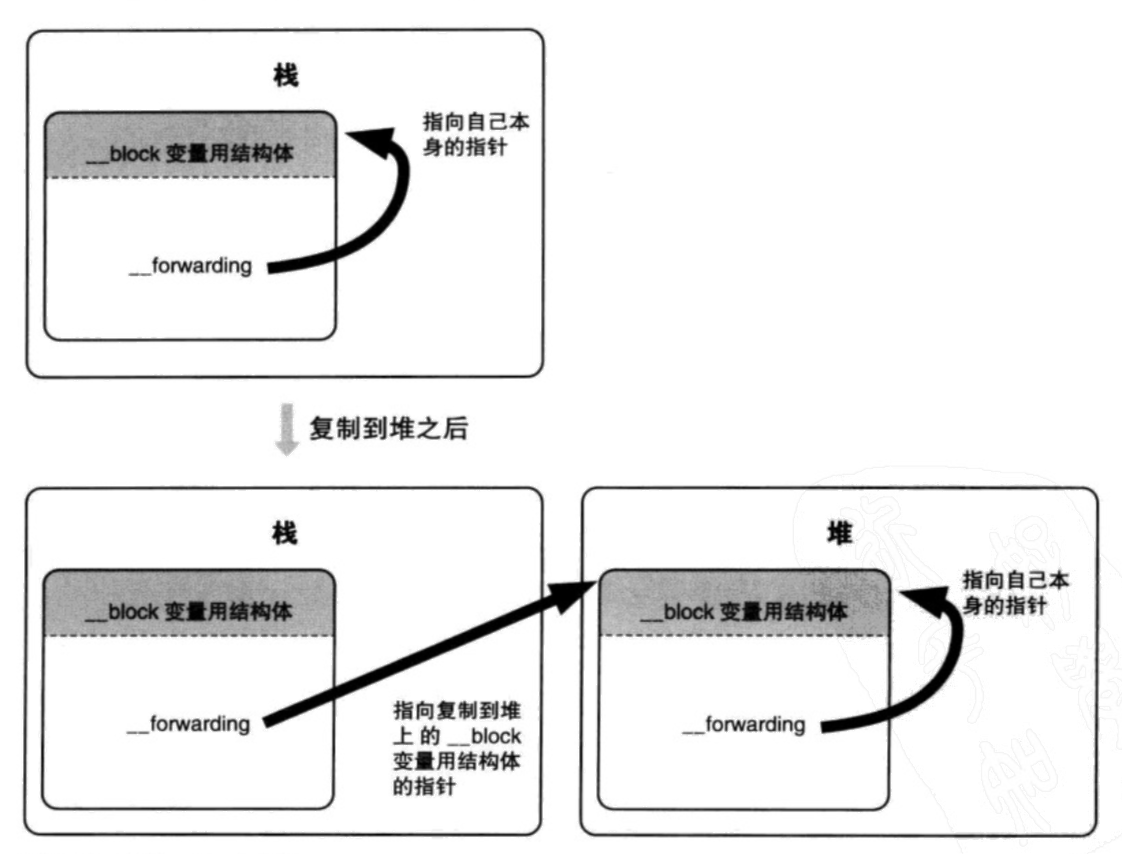 栈
__block 变量用结构体
指向自己本
身的指针
__forwarding
复制到堆之后
栈
__block 变量用结构体
__forwarding
指向复制到堆
上 的 __block
变量用结构体
的指针
堆
__block 变量用结构体
指向自己本
身的指针
__forwarding